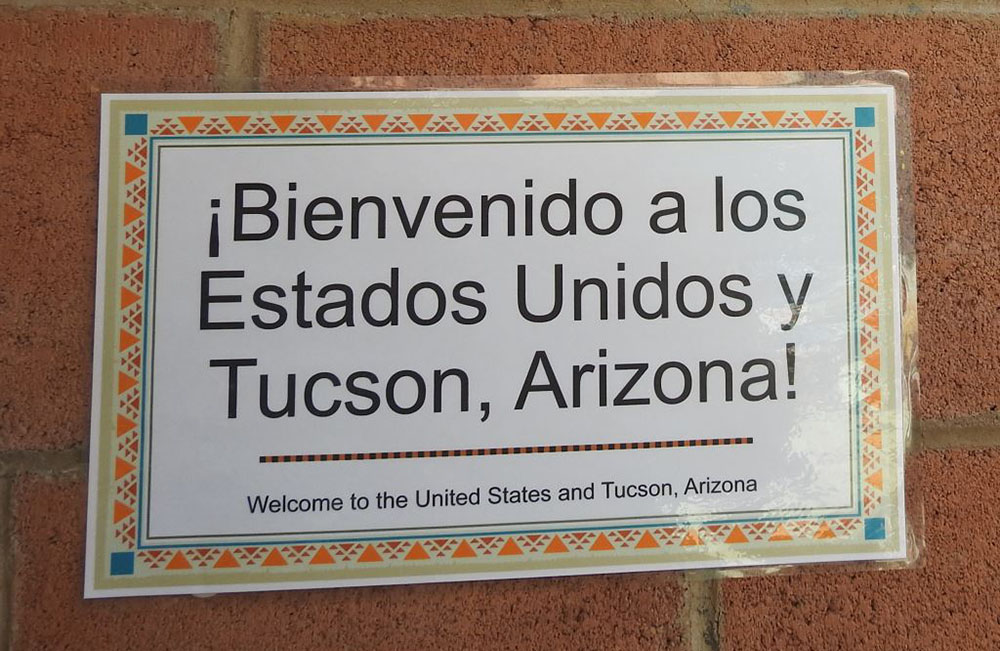 ¡Bienvenido a los
Estados Unidos y
Tucson, Arizona!
Welcome to the United States and Tucson, Arizona